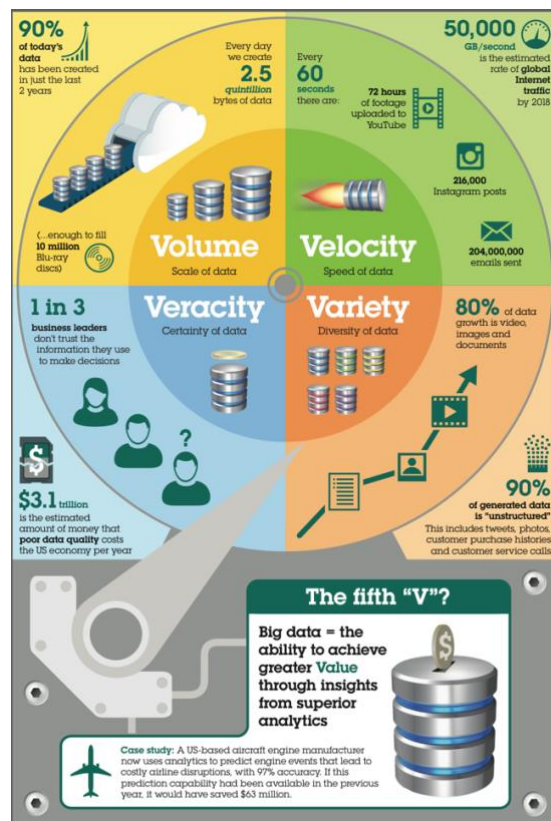 90%
of today's
data
has been created
in just the last
2 years
Every day
we create
2.5
quintillion
bytes of data
(...enough to fill
10 million
Blu-ray
discs)
Volume
Scale of data
Every
60
seconds
there are:
72 hours
of footage
uploaded to
YouTube
50,000
GB/second
is the estimated
rate of global
Internet
traffic
by 2018
216,000
Instagram posts
204,000,000
emails sent
Velocity
Speed of data
Veracity
Certainty of data
1 in 3
business leaders
don't trust the
information they use
to make decisions
?
$
$3.1 trillion
is the estimated
amount of money that
poor data quality costs
the US economy per year
Variety
Diversity of data
80% of data
growth is video,
images and
documents
90%
of generated data
is "unstructured"
This includes tweets, photos,
customer purchase histories
and customer service calls
The fifth "V"?
Big data = the
ability to achieve
greater Value
through insights
from superior
analytics
$
Case study: A US-based aircraft engine manufacturer
now uses analytics to predict engine events that lead to
costly airline disruptions, with 97% accuracy. If this
prediction capability had been available in the previous
year, it would have saved $63 million.